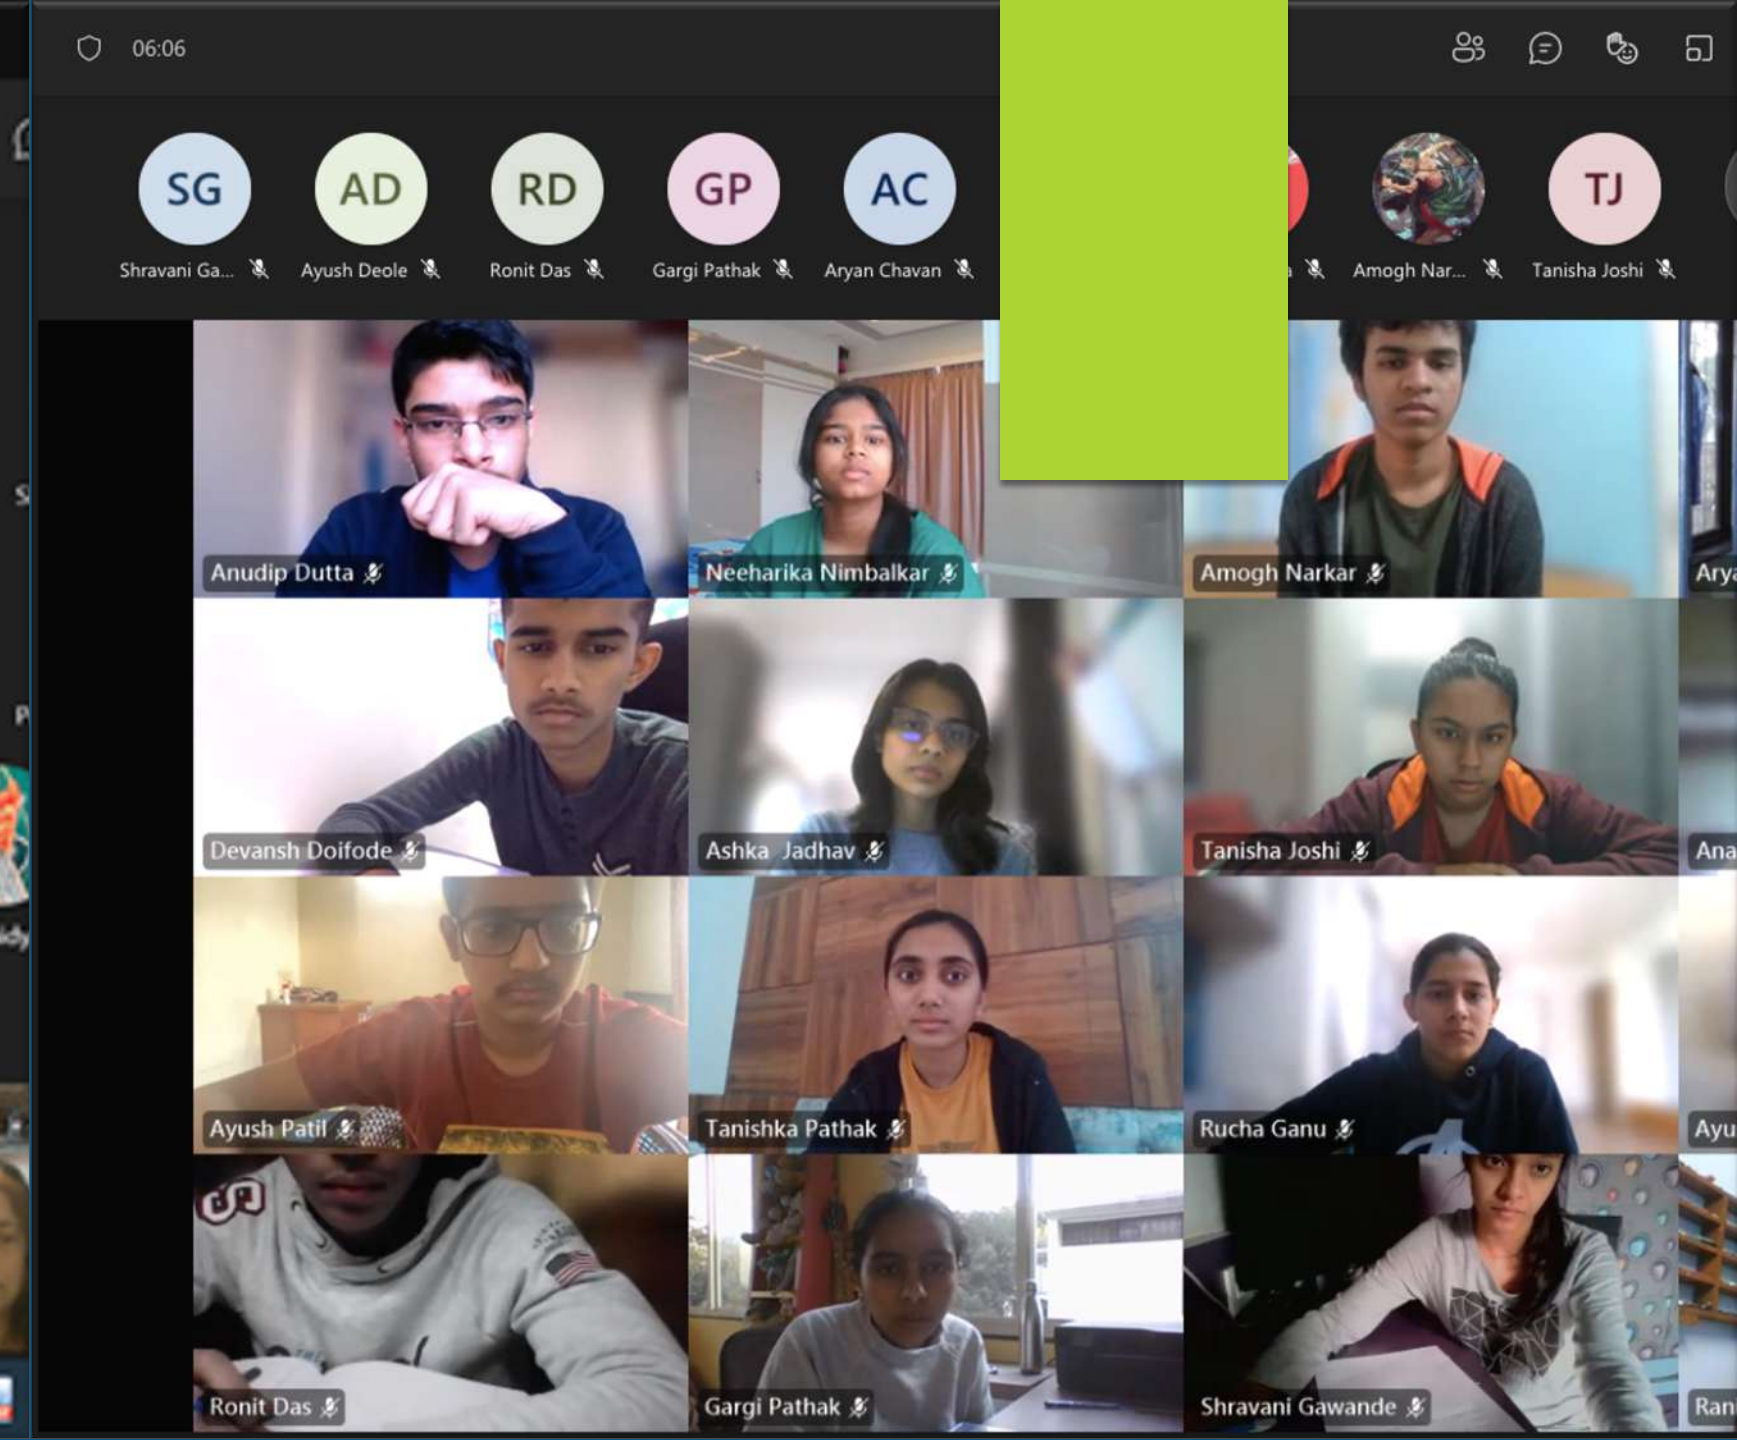 06:06
SG AD RD GP AC TJ
Shravani Ga... Ayush Deole Ronit Das Gargi Pathak Aryan Chavan Amogh Nar... Tanisha Joshi
Anudip Dutta Neeharika Nimbalkar Amogh Narkar Arya
Devansh Doifode Ashka Jadhav Tanisha Joshi Ana
Ayush Patil Tanishka Pathak Rucha Ganu Ayu
Ronit Das Gargi Pathak Shravani Gawande Ran